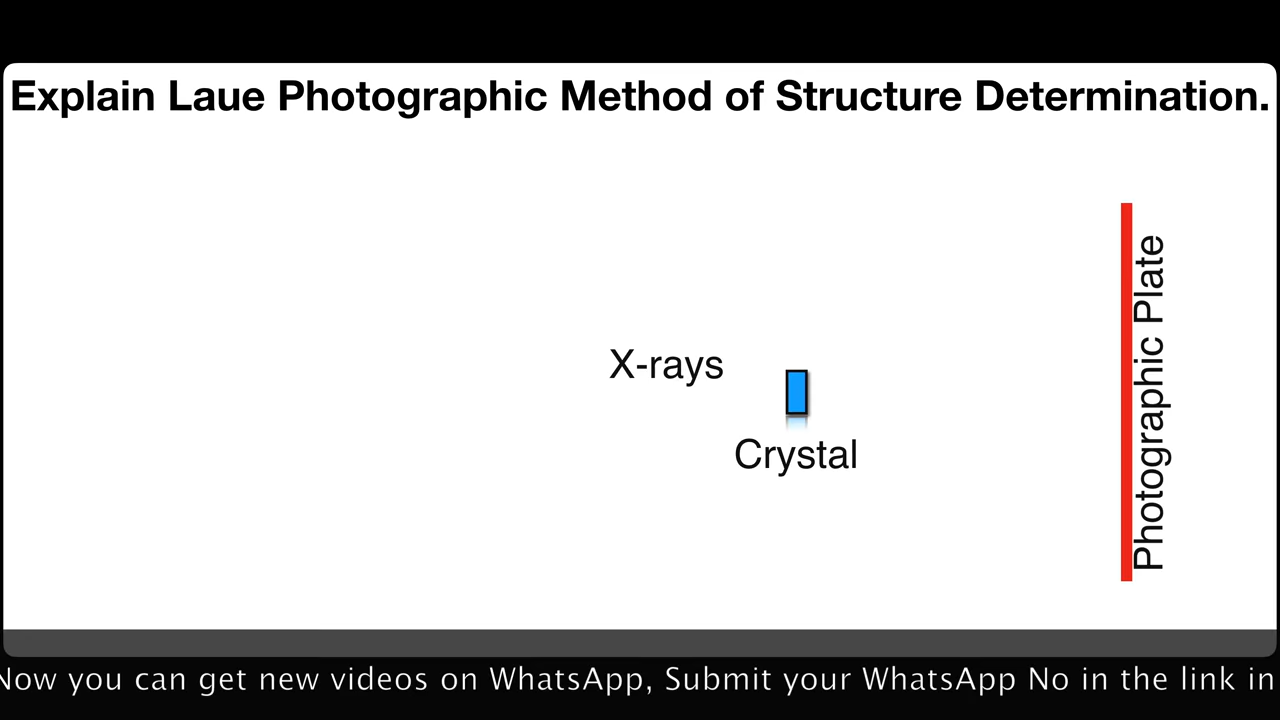 Explain Laue Photographic Method of Structure Determination.
X-rays
Crystal
Photographic Plate
Now you can get new videos on WhatsApp, Submit your WhatsApp No in the link in